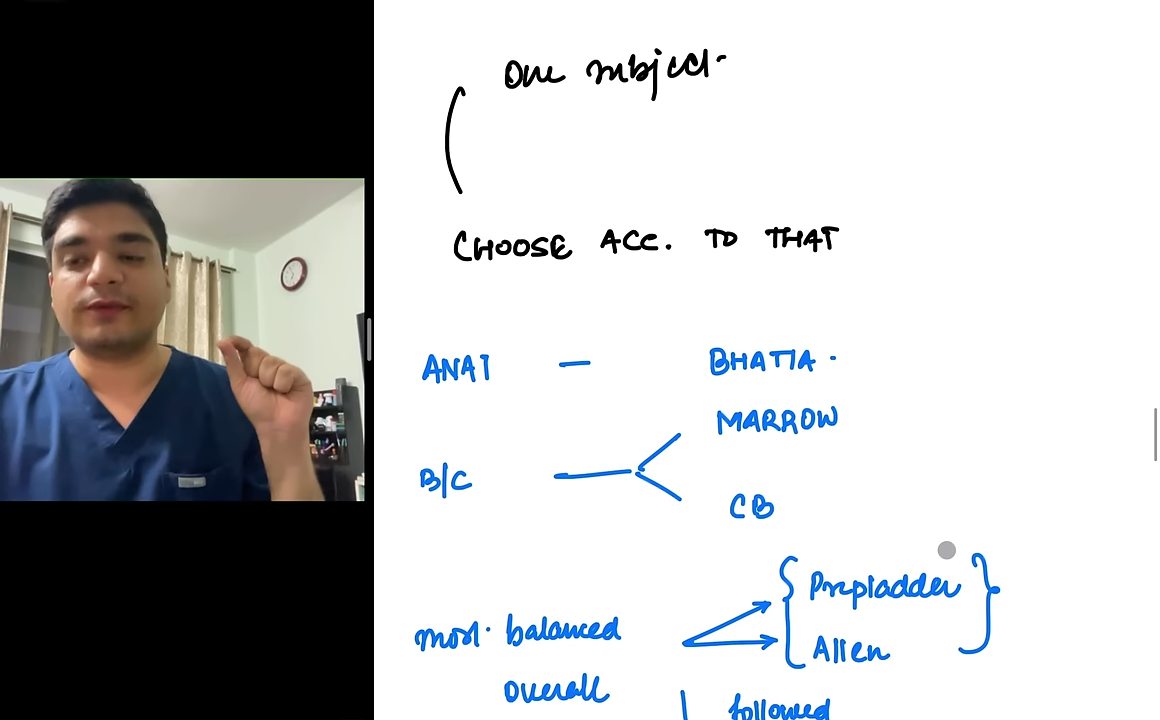 One subject.
CHOOSE ACC. TO THAT
ANAT — BHATIA.
MARROW
B/C —
CB
Prepladder
most balanced
Allen
overall
followed